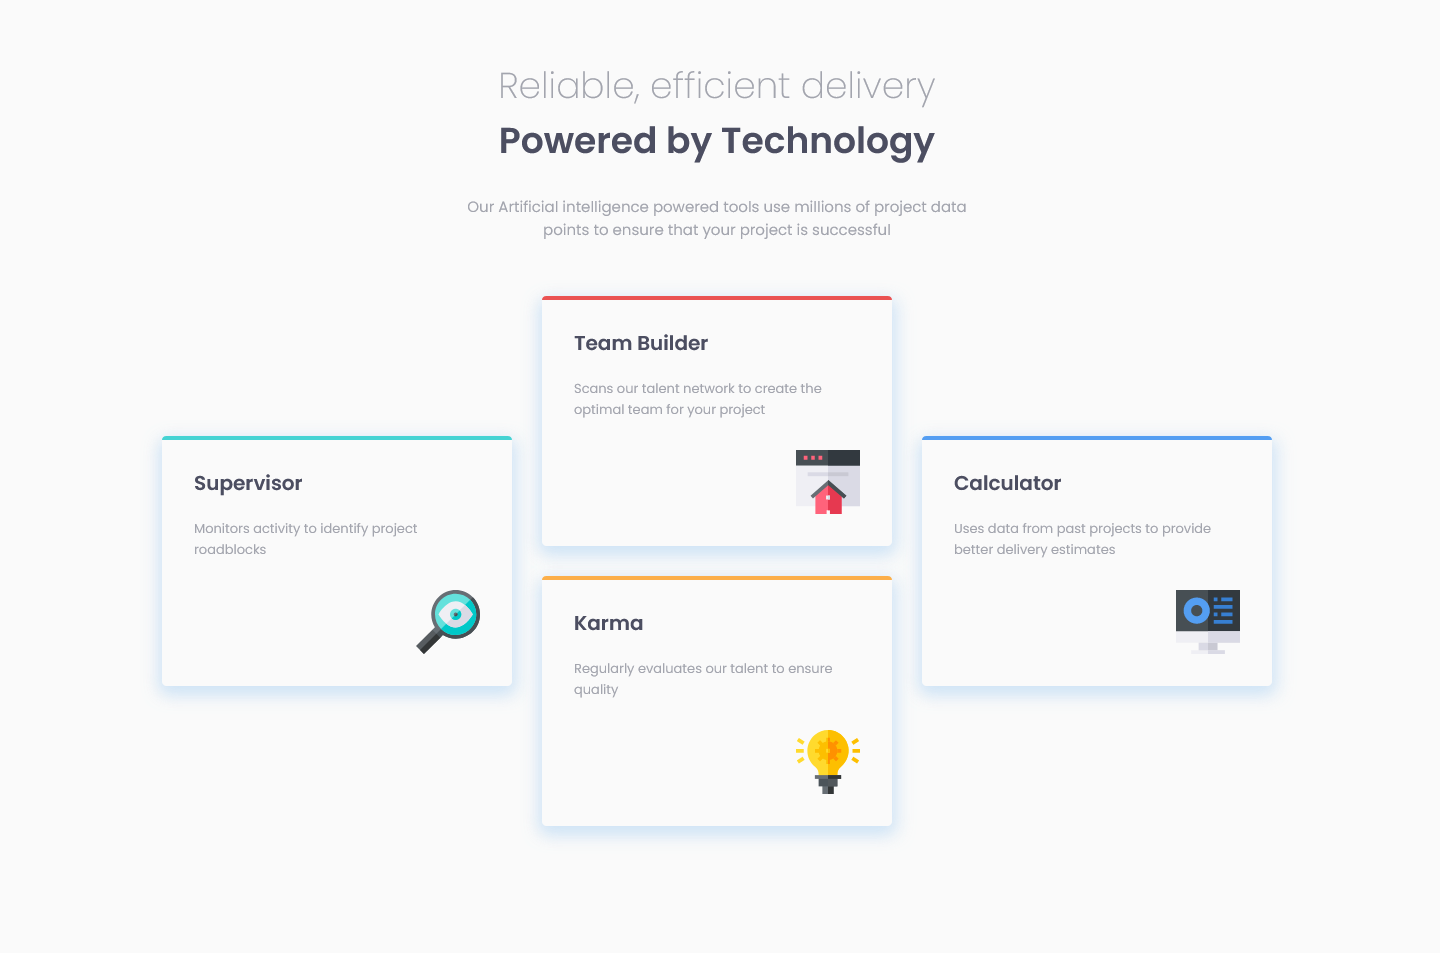 Reliable, efficient delivery
Powered by Technology
Our Artificial intelligence powered tools use millions of project data
points to ensure that your project is successful
Supervisor
Monitors activity to identify project
roadblocks
Team Builder
Scans our talent network to create the
optimal team for your project
Karma
Regularly evaluates our talent to ensure
quality
Calculator
Uses data from past projects to provide
better delivery estimates